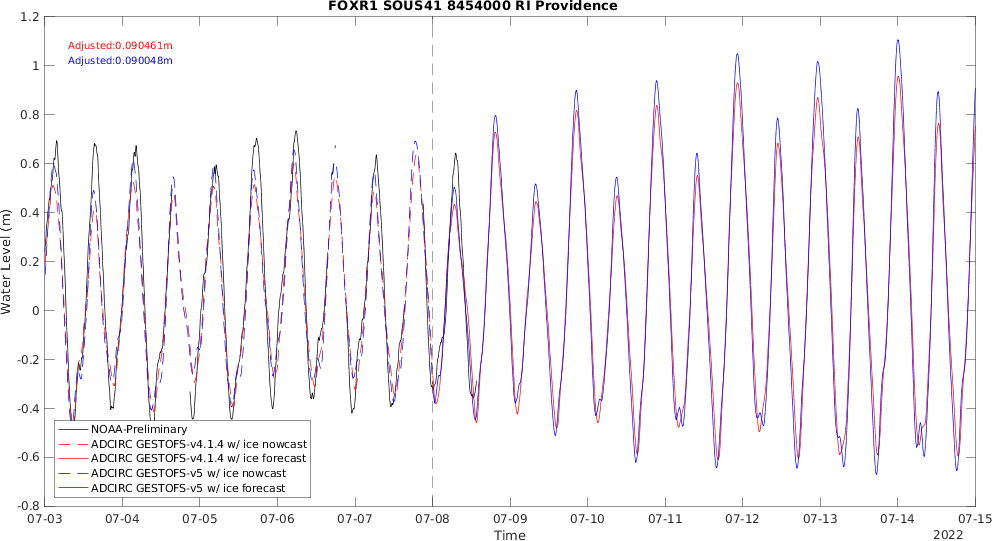 FOXR1 SOUS41 8454000 RI Providence
1.2
1
0.8
0.6
0.4
0.2
0
-0.2
-0.4
-0.6
-0.8
Water Level (m)
Adjusted:0.090461m
Adjusted:0.090048m
NOAA-Preliminary
ADCIRC GESTOFS-v4.1.4 w/ ice nowcast
ADCIRC GESTOFS-v4.1.4 w/ ice forecast
ADCIRC GESTOFS-v5 w/ ice nowcast
ADCIRC GESTOFS-v5 w/ ice forecast
07-03 07-04 07-05 07-06 07-07 07-08 07-09 07-10 07-11 07-12 07-13 07-14 07-15
Time
2022